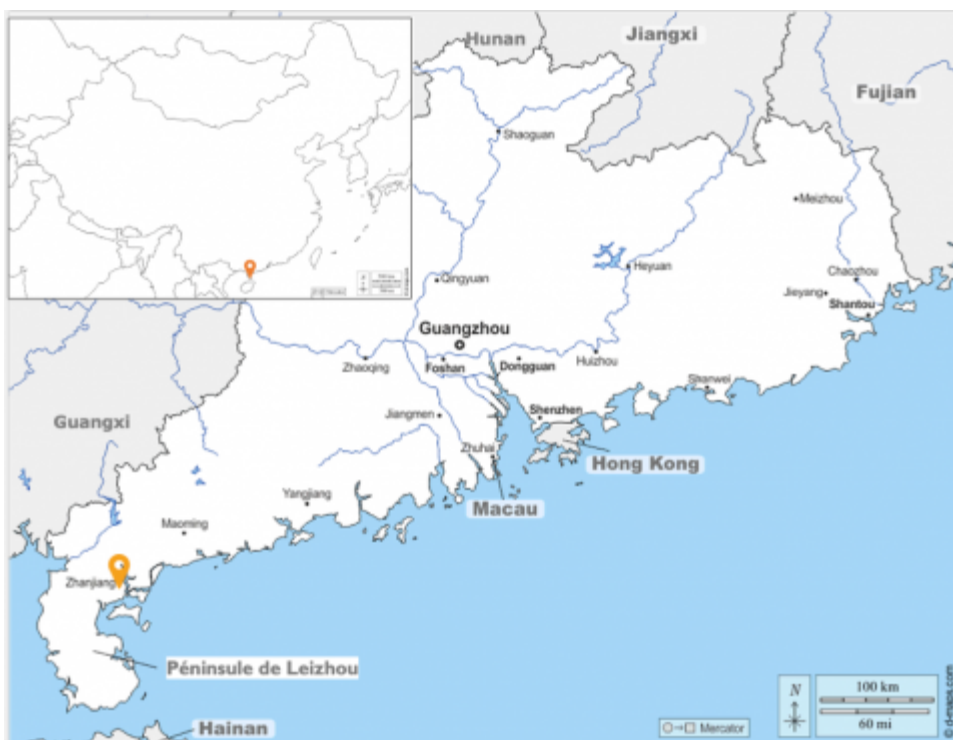 Hunan
Jiangxi
Fujian
Shaoguan
Meizhou
Qingyuan
Heyuan
Chaozhou
Jieyang
Shantou
Guangzhou
Zhaoqing
Foshan
Dongguan
Huizhou
Shanwei
Guangxi
Jiangmen
Shenzhen
Zhuhai
Hong Kong
Macau
Yangjiang
Maoming
Zhanjiang
Péninsule de Leizhou
Hainan
N
100 km
60 mi
Mercator
© d-maps.com